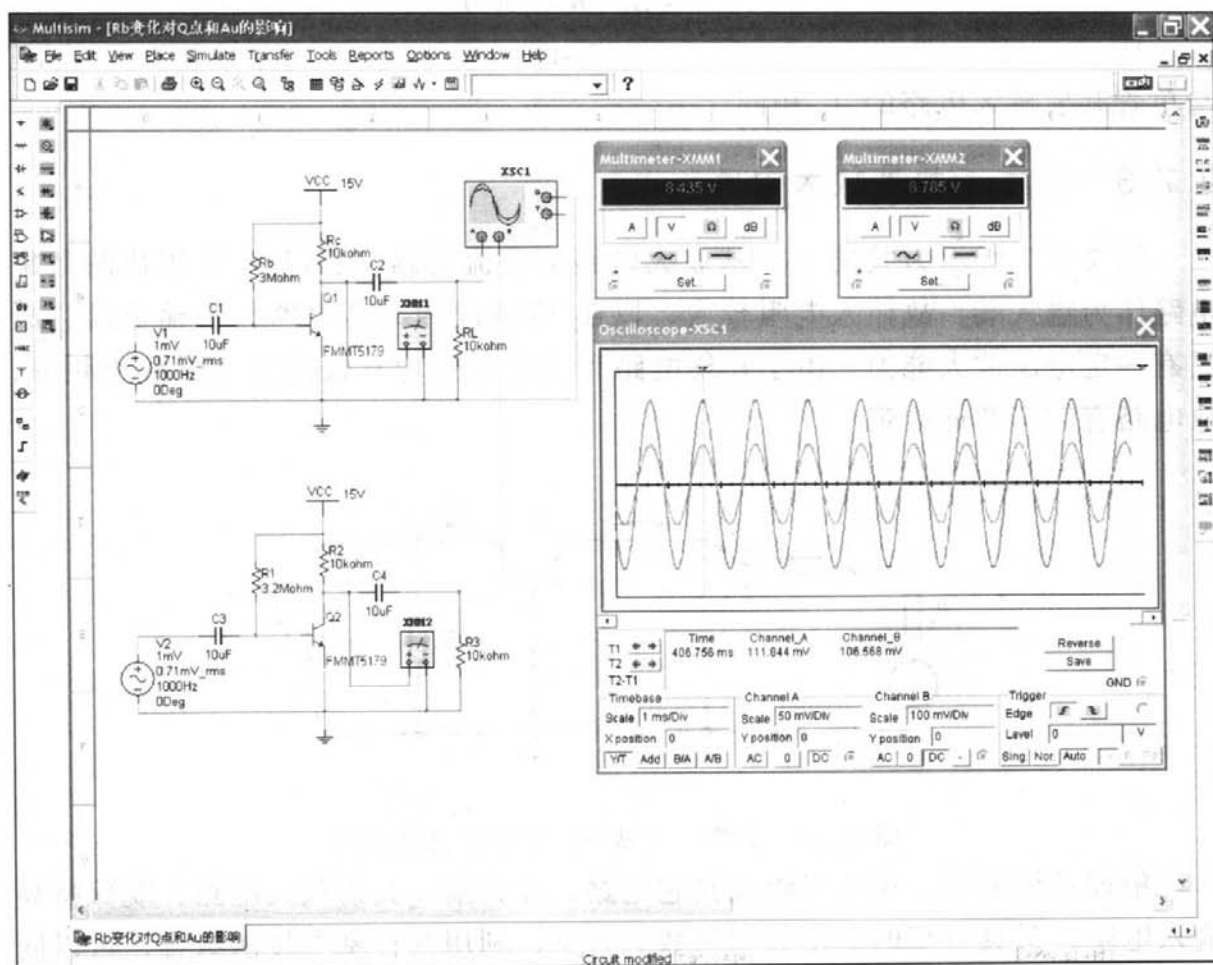 Multisim - [Rb变化对Q点和Au的影响]
File Edit View Place Simulate Transfer Tools Reports Options Window Help
?
VCC 15V
Rc
10kohm
Rb
3Mohm
C2
10uF
XSC1
Q1
FMMT5179
C1
10uF
V1
1mV
0.71mV_rms
1000Hz
0Deg
XMM1
RL
10kohm
VCC 15V
R2
10kohm
R1
3.2Mohm
C4
10uF
Q2
FMMT5179
C3
10uF
V2
1mV
0.71mV_rms
1000Hz
0Deg
XMM2
R3
10kohm
Multimeter-XMM1
8.435 V
A V Ω dB
Set...
Multimeter-XMM2
8.785 V
A V Ω dB
Set...
Oscilloscope-XSC1
Time Channel_A Channel_B
T1 406.756 ms 111.844 mV 106.568 mV
T2
T2-T1
Reverse
Save
GND
Timebase
Scale 1 ms/Div
X position 0
Y/T Add B/A A/B
Channel A
Scale 50 mV/Div
Y position 0
AC 0 DC
Channel B
Scale 100 mV/Div
Y position 0
AC 0 DC -
Trigger
Edge
Level 0 V
Sing Nor Auto
Rb变化对Q点和Au的影响
Circuit modified